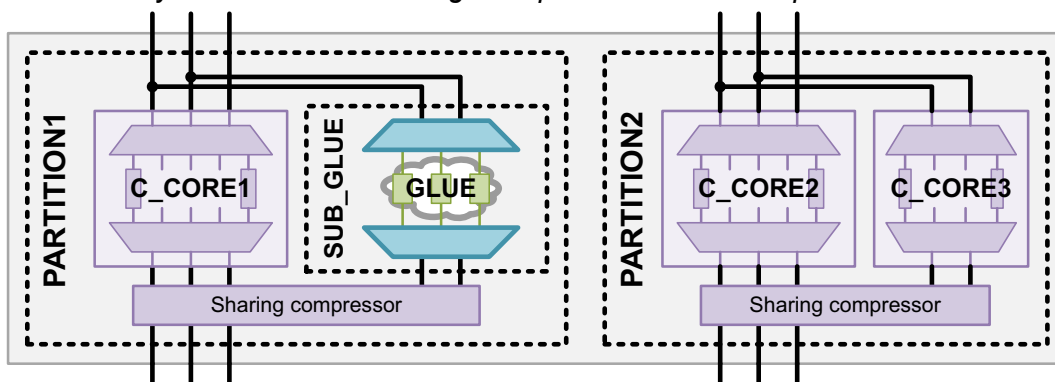 PARTITION1
C_CORE1
SUB_GLUE
GLUE
Sharing compressor
PARTITION2
C_CORE2
C_CORE3
Sharing compressor